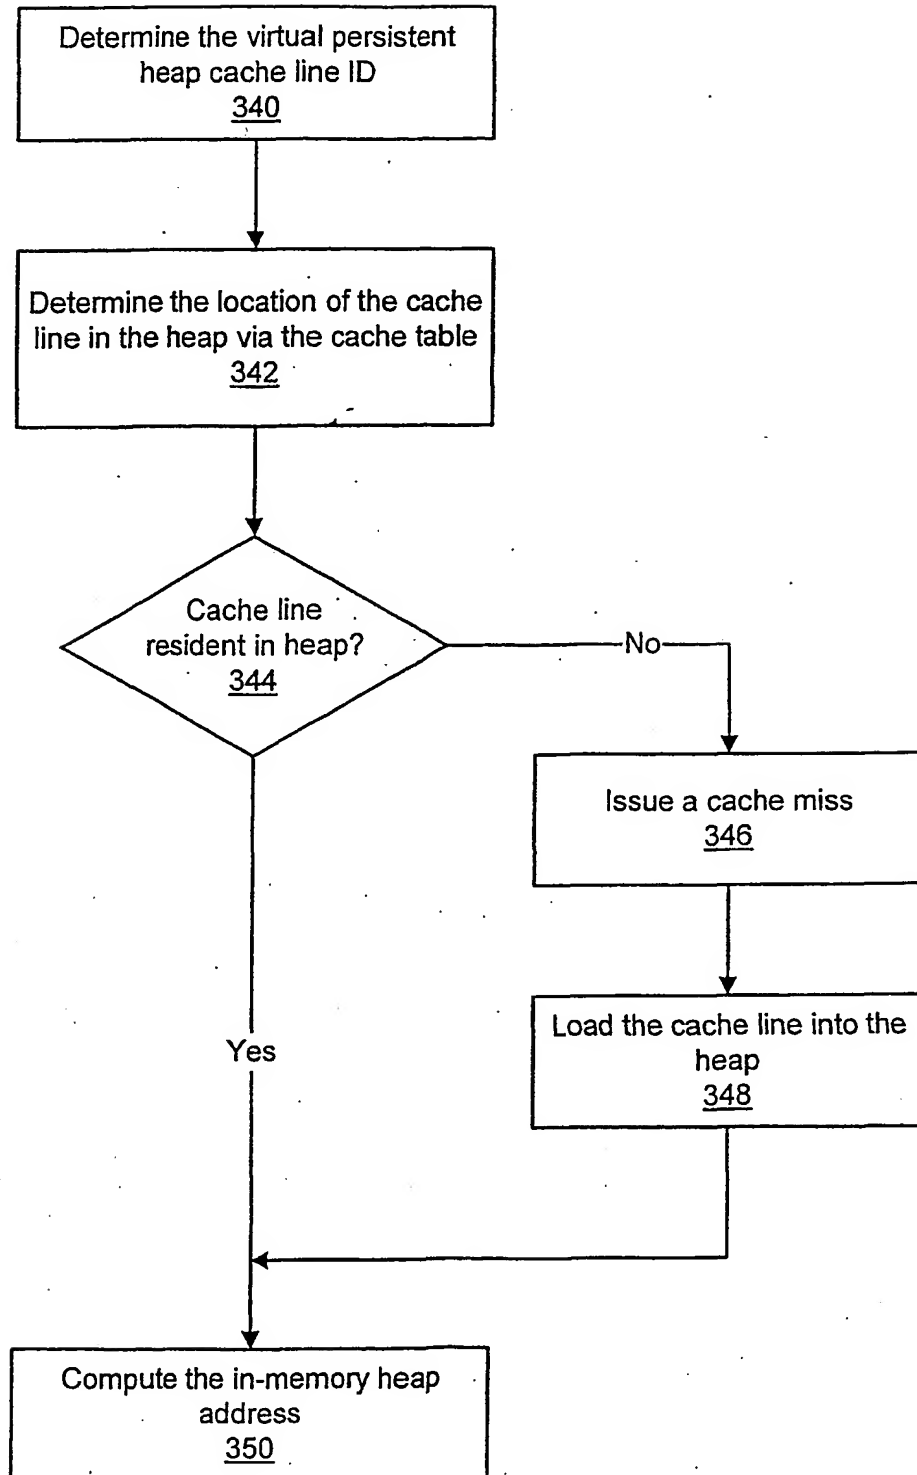 Determine the virtual persistent
heap cache line ID
340
Determine the location of the cache
line in the heap via the cache table
342
Cache line
resident in heap?
344
No
Issue a cache miss
346
Load the cache line into the
heap
348
Yes
Compute the in-memory heap
address
350